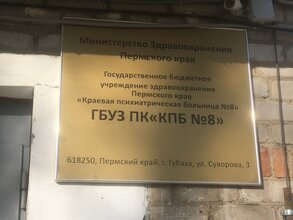 Министерство Здравоохранения
Пермского края
Государственное бюджетное
учреждение здравоохранения
Пермского края
«Краевая психиатрическая больница №8»
ГБУЗ ПК«КПБ №8»
618250, Пермский край, г. Губаха, ул. Суворова, 3